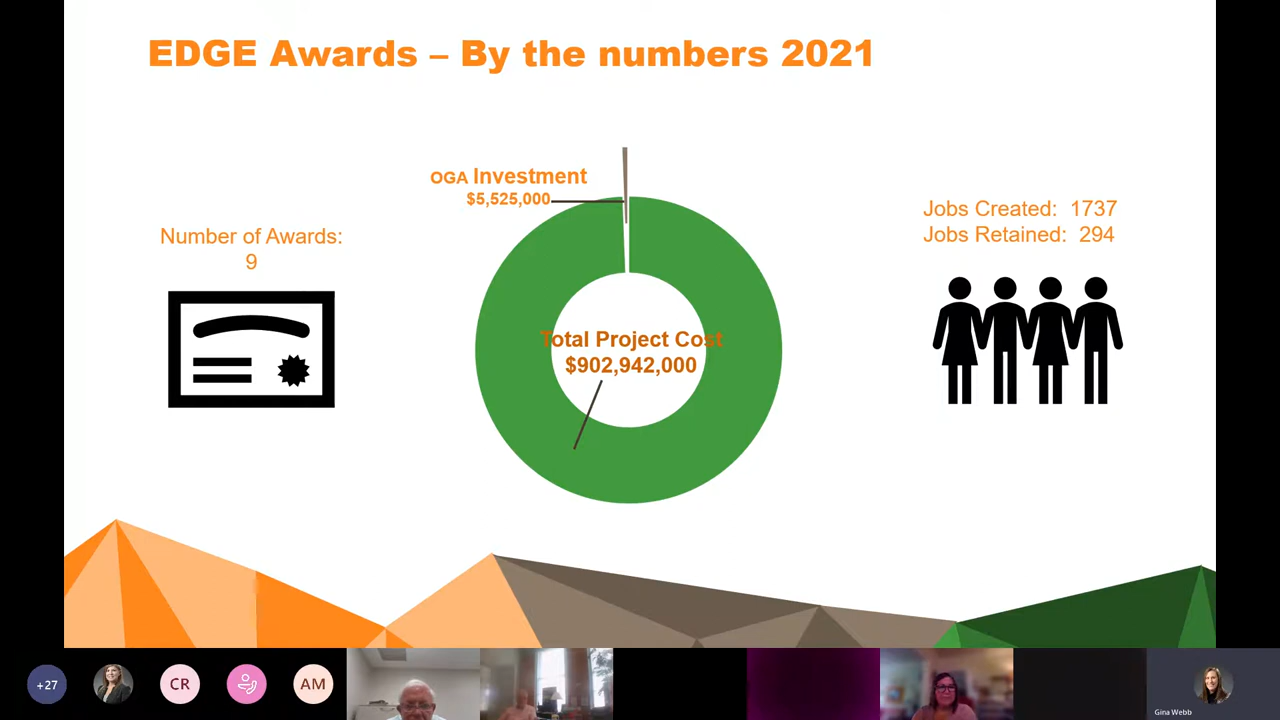 EDGE Awards – By the numbers 2021
OGA Investment
$5,525,000
Number of Awards:
9
Jobs Created: 1737
Jobs Retained: 294
Total Project Cost
$902,942,000
+27
CR
AM
Gina Webb